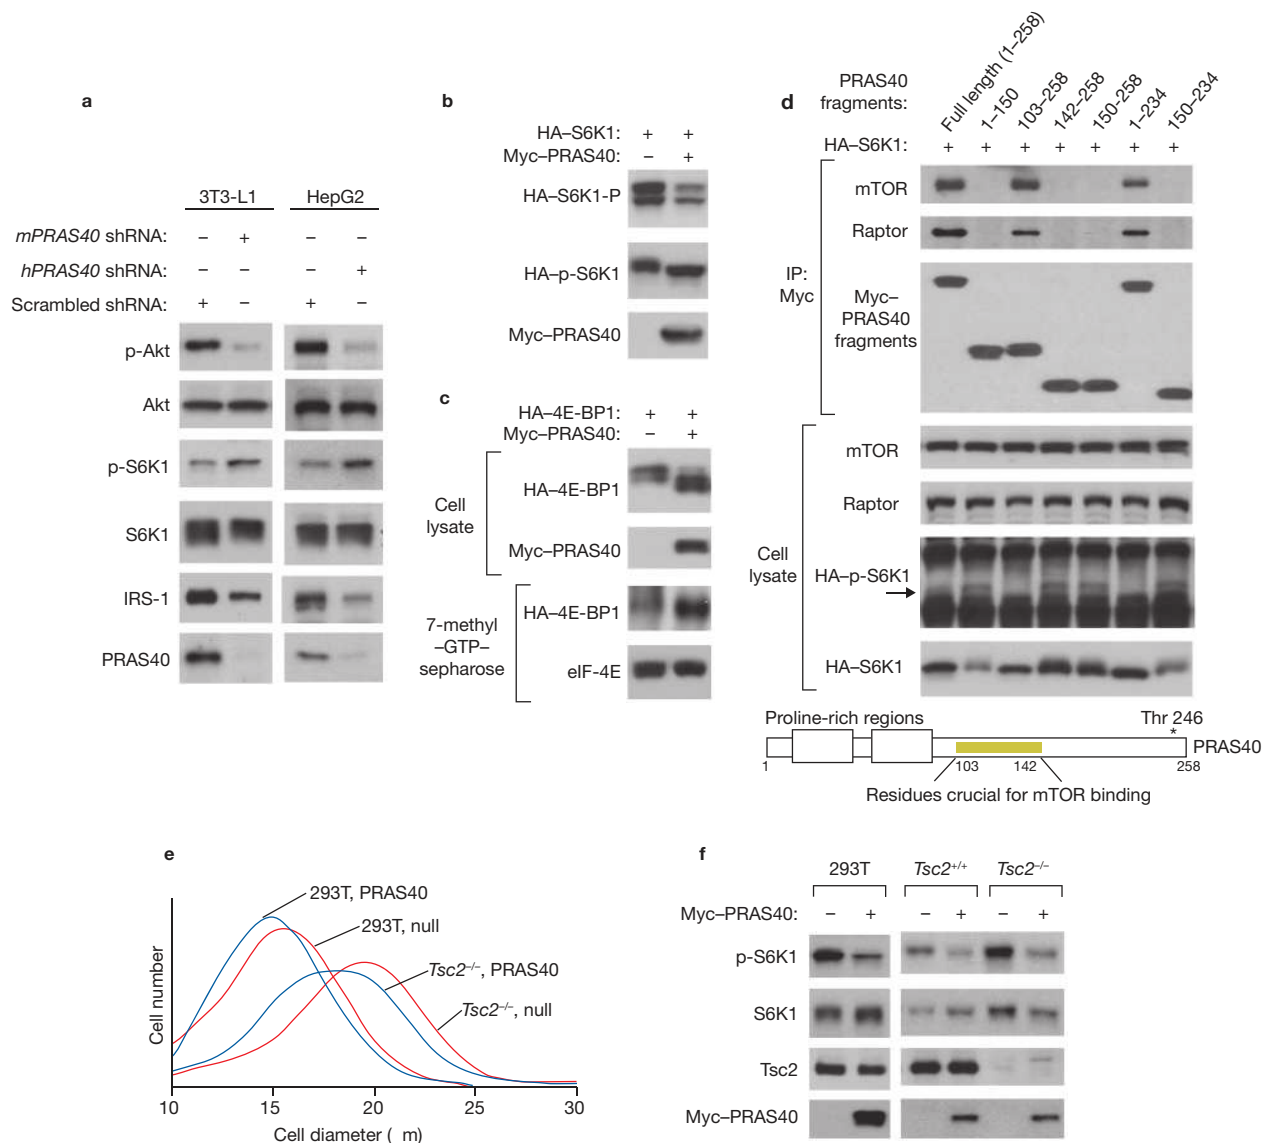 a
3T3-L1 HepG2
mPRAS40 shRNA: – + – –
hPRAS40 shRNA: – – – +
Scrambled shRNA: + – + –
p-Akt
Akt
p-S6K1
S6K1
IRS-1
PRAS40
b
HA–S6K1: + +
Myc–PRAS40: – +
HA–S6K1-P
HA–p-S6K1
Myc–PRAS40
c
HA–4E-BP1: + +
Myc–PRAS40: – +
Cell
lysate
HA–4E-BP1
Myc–PRAS40
7-methyl
–GTP–
sepharose
HA–4E-BP1
eIF-4E
d
PRAS40
fragments:
Full length (1–258)
1–150
103–258
142–258
150-258
1–234
150–234
HA–S6K1: + + + + + + +
IP:
Myc
mTOR
Raptor
Myc–
PRAS40
fragments
Cell
lysate
mTOR
Raptor
HA–p-S6K1
HA–S6K1
Proline-rich regions
Thr 246
*
PRAS40
1 103 142 258
Residues crucial for mTOR binding
e
Cell number
293T, PRAS40
293T, null
Tsc2–/–, PRAS40
Tsc2–/–, null
10 15 20 25 30
Cell diameter ( m)
f
293T Tsc2+/+ Tsc2–/–
Myc–PRAS40: – + – + – +
p-S6K1
S6K1
Tsc2
Myc–PRAS40